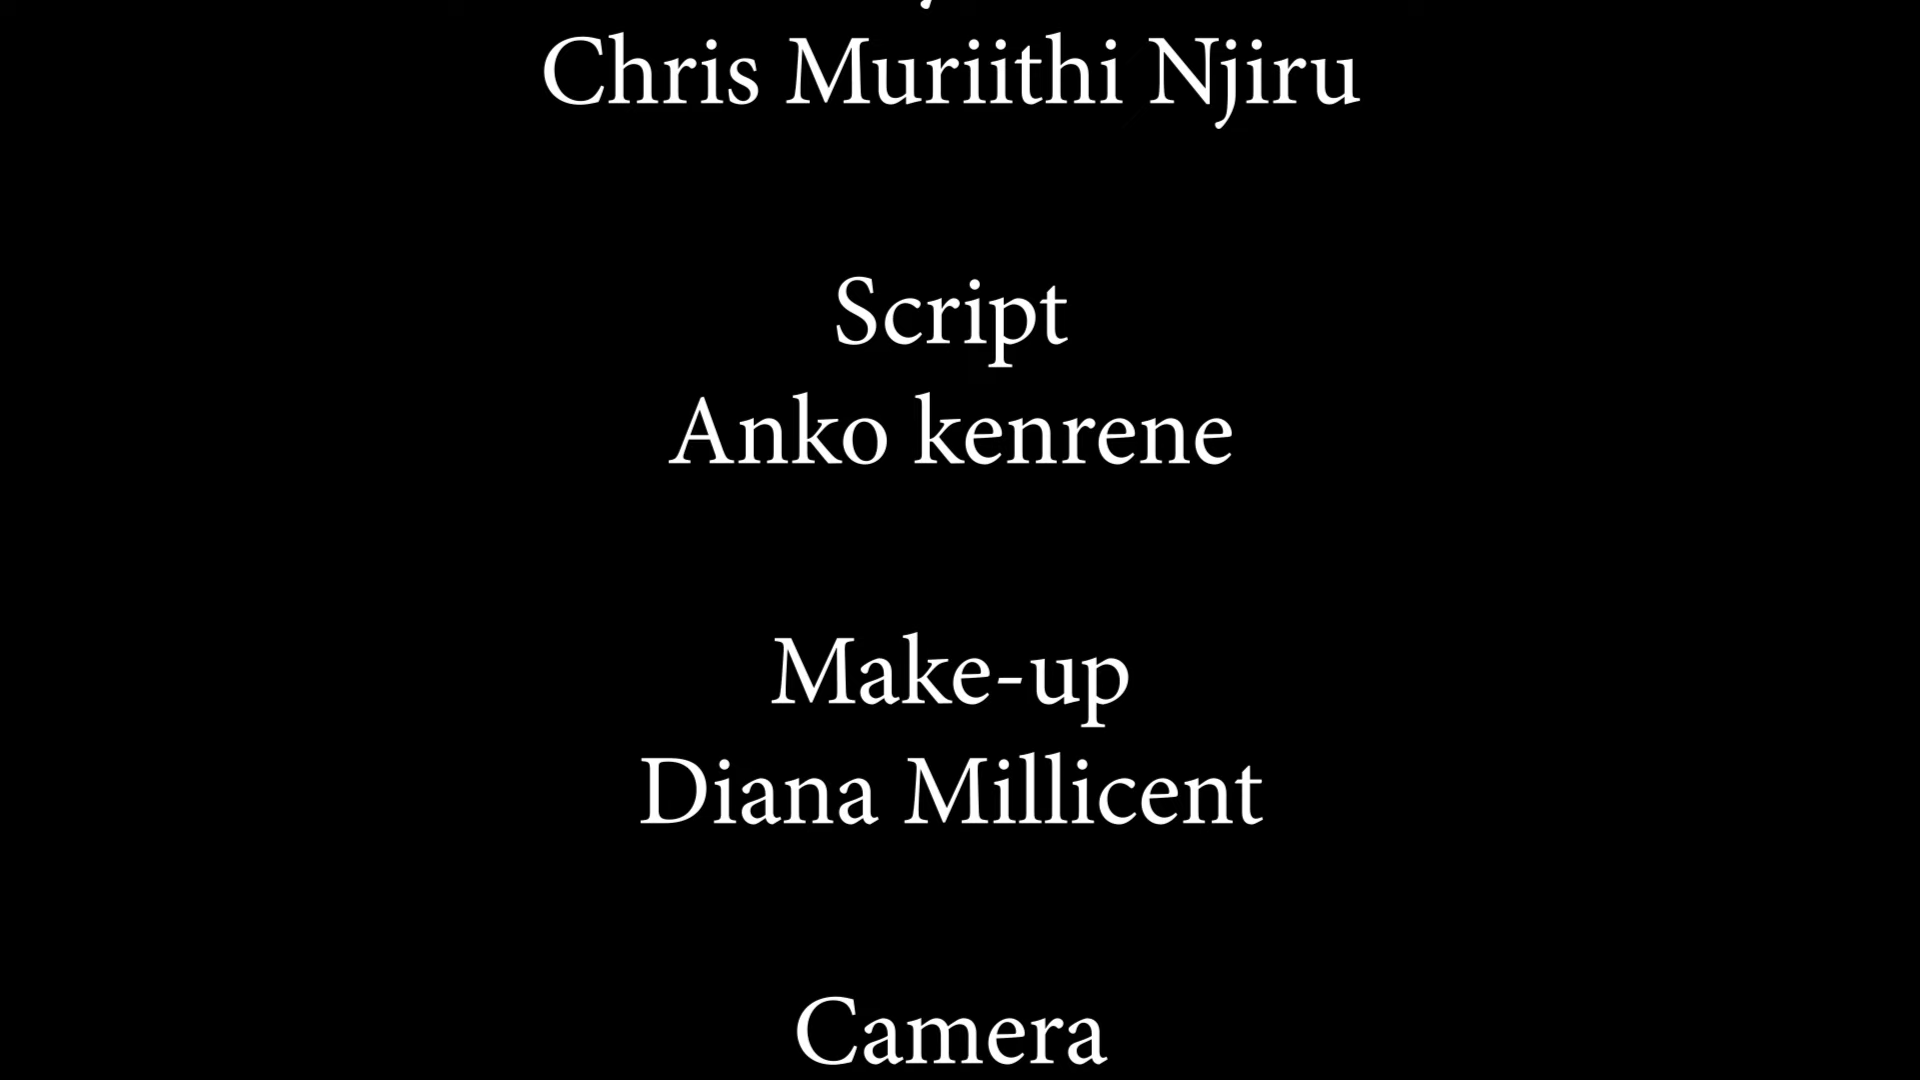 Chris Muriithi Njiru
Script
Anko kenrene
Make-up
Diana Millicent
Camera